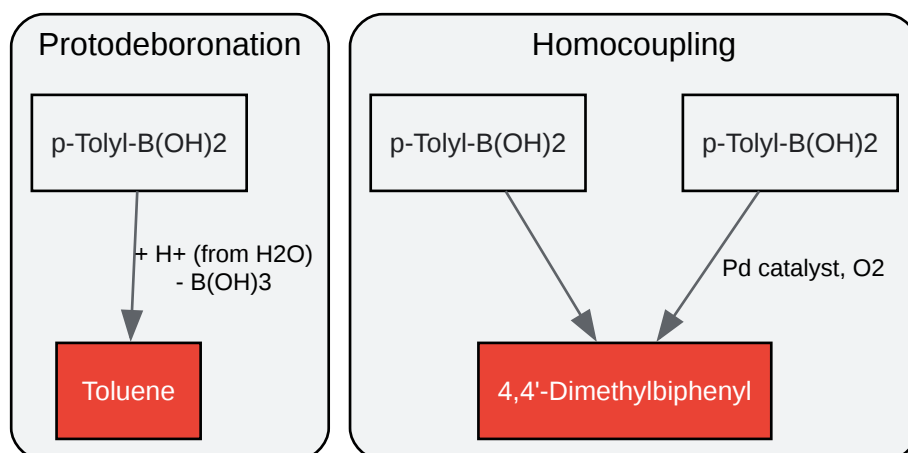 Protodeboronation
p-Tolyl-B(OH)2
+ H+ (from H2O)
- B(OH)3
Toluene
Homocoupling
p-Tolyl-B(OH)2
p-Tolyl-B(OH)2
Pd catalyst, O2
4,4'-Dimethylbiphenyl